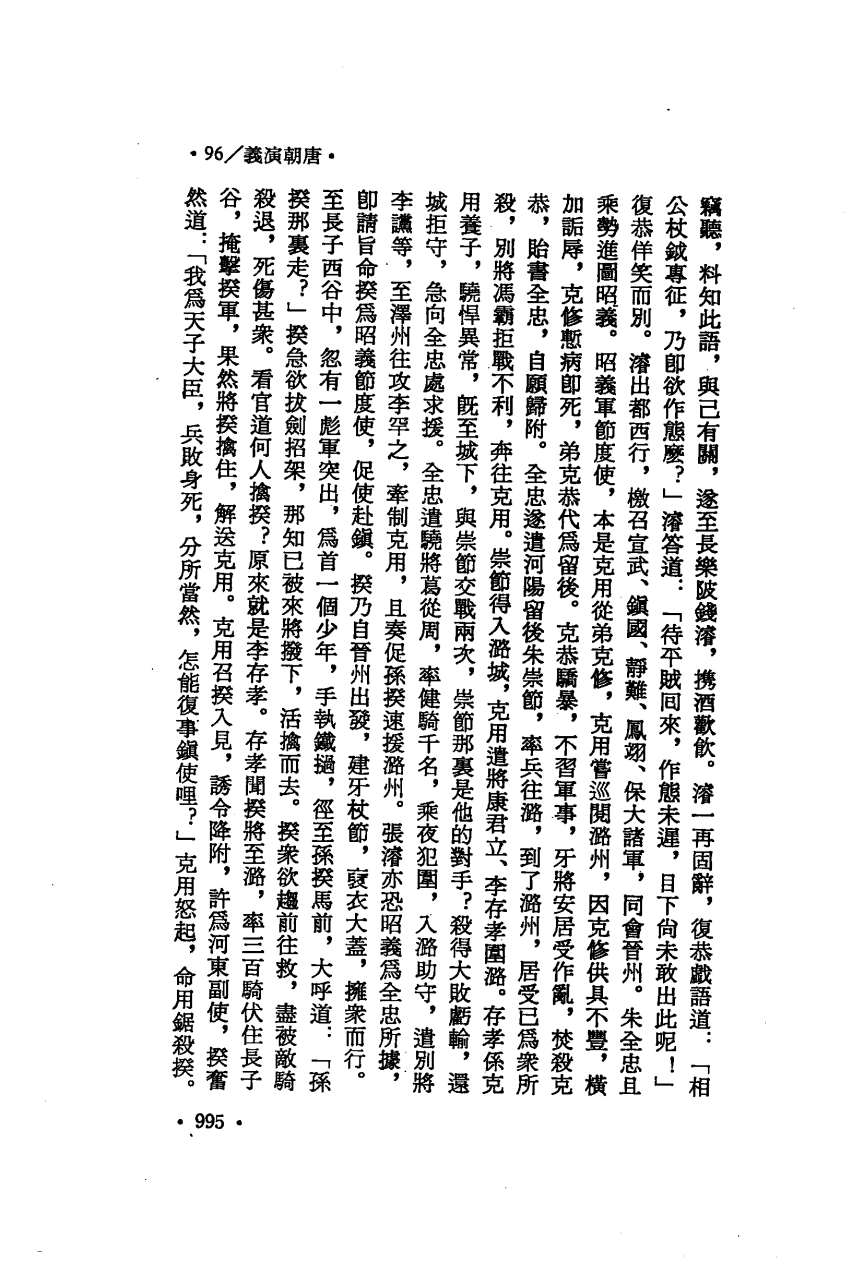 •96/義演朝唐•
竊聽，料知此語，與己有關，遂至長樂陂餞濬，携酒歡飲。濬一再固辭，復恭戲語道：「相
公杖鉞專征，乃卽欲作態麼？」濬答道：「待平賊回來，作態未遲，目下尙未敢出此呢！」
復恭佯笑而別。濬出都西行，檄召宣武、鎭國、靜難、鳳翊、保大諸軍，同會晉州。朱全忠且
乘勢進圖昭義。昭義軍節度使，本是克用從弟克修，克用嘗巡閱潞州，因克修供具不豐，橫
加詬辱，克修慙病卽死，弟克恭代爲留後。克恭驕暴，不習軍事，牙將安居受作亂，焚殺克
恭，貽書全忠，自願歸附。全忠遂遣河陽留後朱崇節，率兵往潞，到了潞州，居受已爲衆所
殺，別將馮霸拒戰不利，奔往克用。崇節得入潞城，克用遣將康君立、李存孝圍潞。存孝係克
用養子，驍悍異常，旣至城下，與崇節交戰兩次，崇節那裏是他的對手？殺得大敗虧輸，還
城拒守，急向全忠處求援。全忠遣驍將葛從周，率健騎千名，乘夜犯圍，入潞助守，遣別將
李讜等，至澤州往攻李罕之，牽制克用，且奏促孫揆速援潞州。張濬亦恐昭義爲全忠所據，
卽請旨命揆爲昭義節度使，促使赴鎭。揆乃自晉州出發，建牙杖節，襃衣大蓋，擁衆而行。
至長子西谷中，忽有一彪軍突出，爲首一個少年，手執鐵撾，徑至孫揆馬前，大呼道：「孫
揆那裏走？」揆急欲拔劍招架，那知已被來將撥下，活擒而去。揆衆欲趨前往救，盡被敵騎
殺退，死傷甚衆。看官道何人擒揆？原來就是李存孝。存孝聞揆將至潞，率三百騎伏住長子
谷，掩擊揆軍，果然將揆擒住，解送克用。克用召揆入見，誘令降附，許爲河東副使，揆奮
然道：「我爲天子大臣，兵敗身死，分所當然，怎能復事鎭使哩？」克用怒起，命用鋸殺揆。
•995•